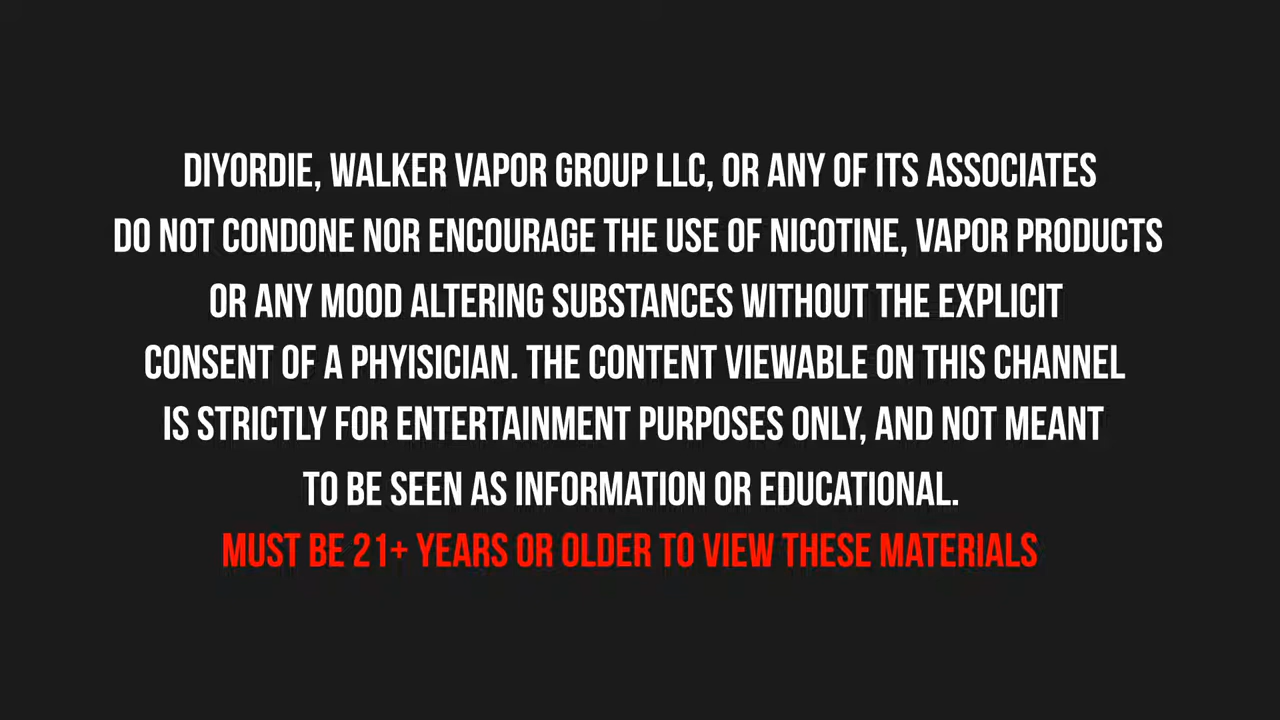 DIYORDIE, WALKER VAPOR GROUP LLC, OR ANY OF ITS ASSOCIATES
DO NOT CONDONE NOR ENCOURAGE THE USE OF NICOTINE, VAPOR PRODUCTS
OR ANY MOOD ALTERING SUBSTANCES WITHOUT THE EXPLICIT
CONSENT OF A PHYISICIAN. THE CONTENT VIEWABLE ON THIS CHANNEL
IS STRICTLY FOR ENTERTAINMENT PURPOSES ONLY, AND NOT MEANT
TO BE SEEN AS INFORMATION OR EDUCATIONAL.
MUST BE 21+ YEARS OR OLDER TO VIEW THESE MATERIALS